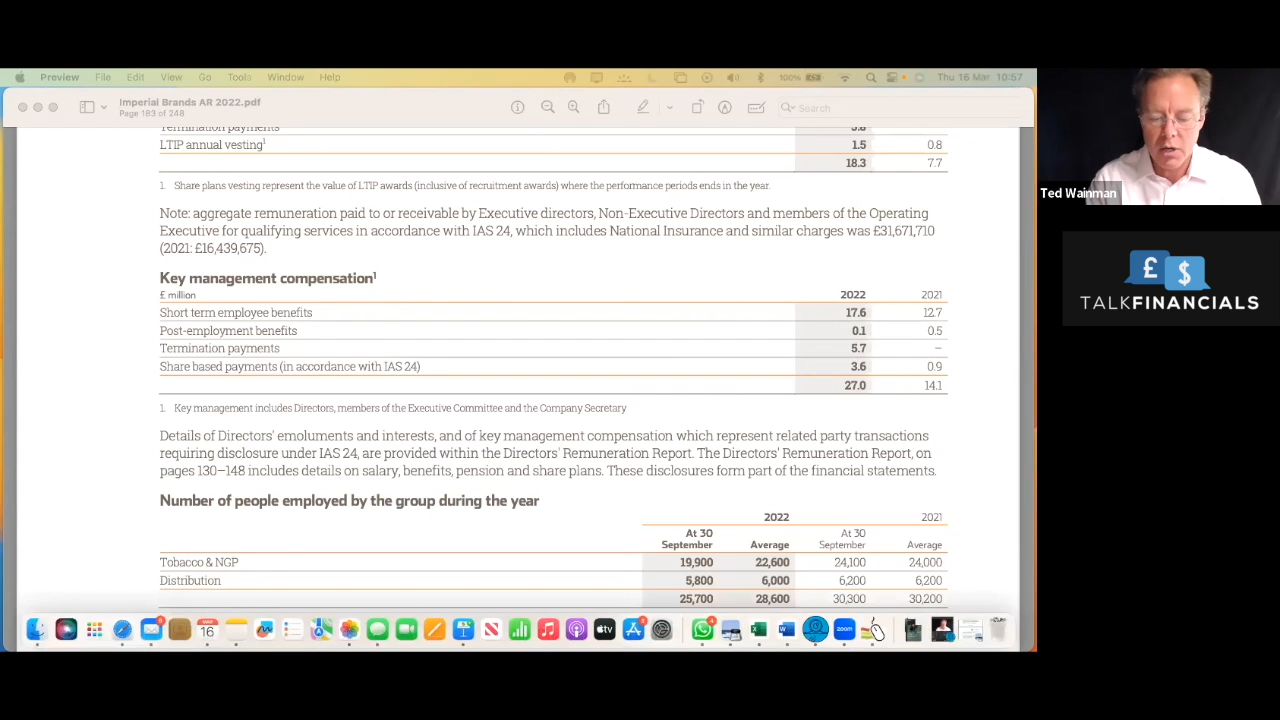 Preview File Edit View Go Tools Window Help 100% Thu 16 Mar 10:57
Imperial Brands AR 2022.pdf
Page 183 of 248
Search
Termination payments 3.8
LTIP annual vesting¹ 1.5 0.8
18.3 7.7
1. Share plans vesting represent the value of LTIP awards (inclusive of recruitment awards) where the performance periods ends in the year.
Note: aggregate remuneration paid to or receivable by Executive directors, Non-Executive Directors and members of the Operating
Executive for qualifying services in accordance with IAS 24, which includes National Insurance and similar charges was £31,671,710
(2021: £16,439,675).
Key management compensation¹
£ million 2022 2021
Short term employee benefits 17.6 12.7
Post-employment benefits 0.1 0.5
Termination payments 5.7 –
Share based payments (in accordance with IAS 24) 3.6 0.9
27.0 14.1
1. Key management includes Directors, members of the Executive Committee and the Company Secretary
Details of Directors' emoluments and interests, and of key management compensation which represent related party transactions
requiring disclosure under IAS 24, are provided within the Directors' Remuneration Report. The Directors' Remuneration Report, on
pages 130–148 includes details on salary, benefits, pension and share plans. These disclosures form part of the financial statements.
Number of people employed by the group during the year
2022 2021
At 30 At 30
September Average September Average
Tobacco & NGP 19,900 22,600 24,100 24,000
Distribution 5,800 6,000 6,200 6,200
25,700 28,600 30,300 30,200
MAR
16
tv
zoom
Ted Wainman
£ $
TALKFINANCIALS